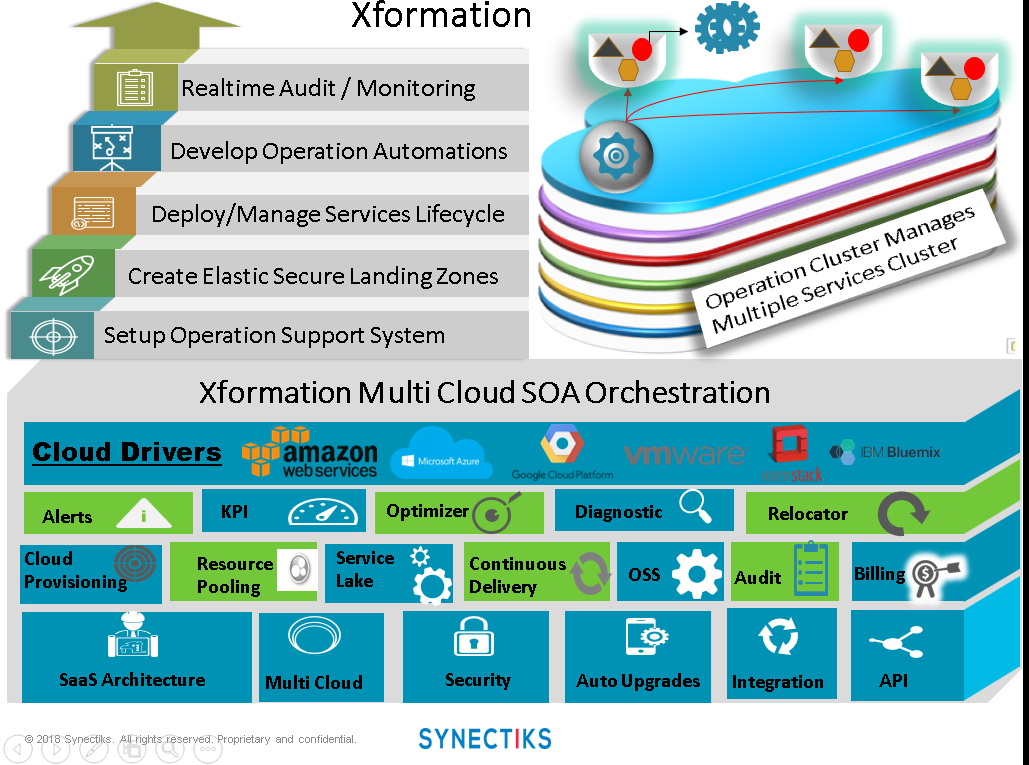 Xformation
Realtime Audit / Monitoring
Develop Operation Automations
Deploy/Manage Services Lifecycle
Create Elastic Secure Landing Zones
Setup Operation Support System
Operation Cluster Manages
Multiple Services Cluster
Xformation Multi Cloud SOA Orchestration
Cloud Drivers
amazon
web services
Microsoft Azure
Google Cloud Platform
vmware
openstack
IBM Bluemix
Alerts
i
KPI
Optimizer
Diagnostic
Relocator
Cloud
Provisioning
Resource
Pooling
Service
Lake
Continuous
Delivery
OSS
Audit
Billing
$
SaaS Architecture
Multi Cloud
Security
Auto Upgrades
Integration
API
© 2018 Synectiks. All rights reserved. Proprietary and confidential.
SYNECTIKS